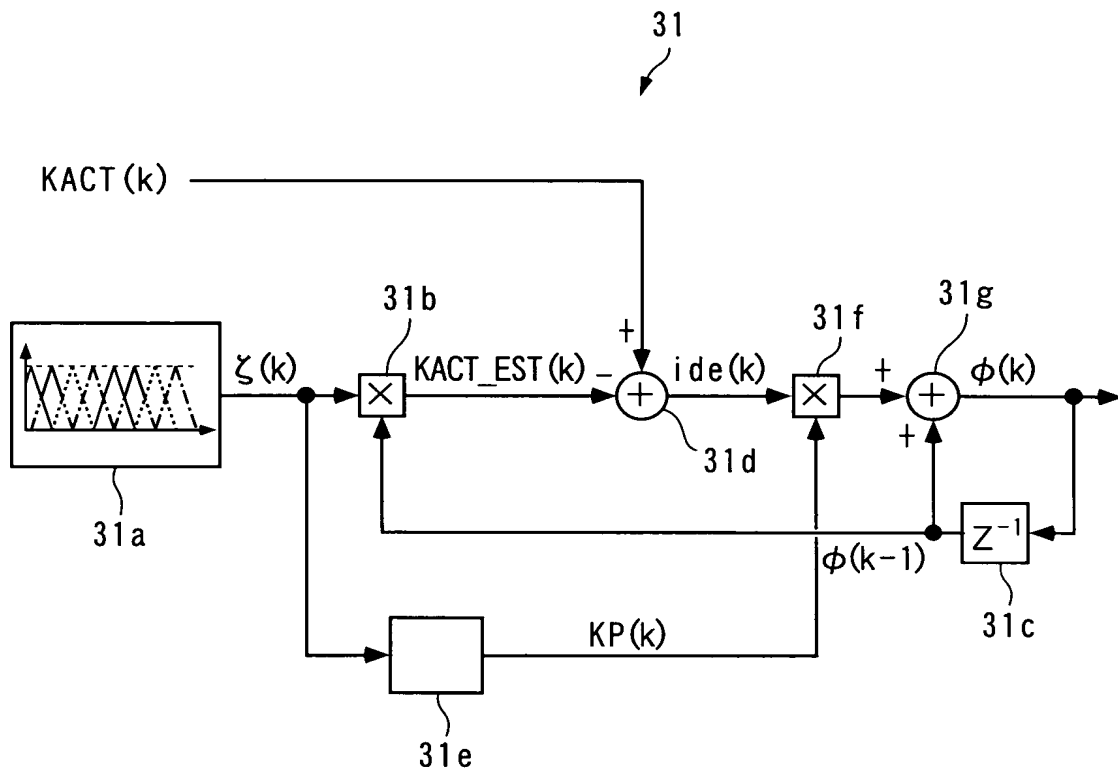 31
KACT(k)
31b
31f
31g
+
ζ(k)
×
KACT_EST(k)
−
+
ide(k)
×
+
+
ϕ(k)
+
31d
31a
ϕ(k−1)
Z⁻¹
31c
KP(k)
31e